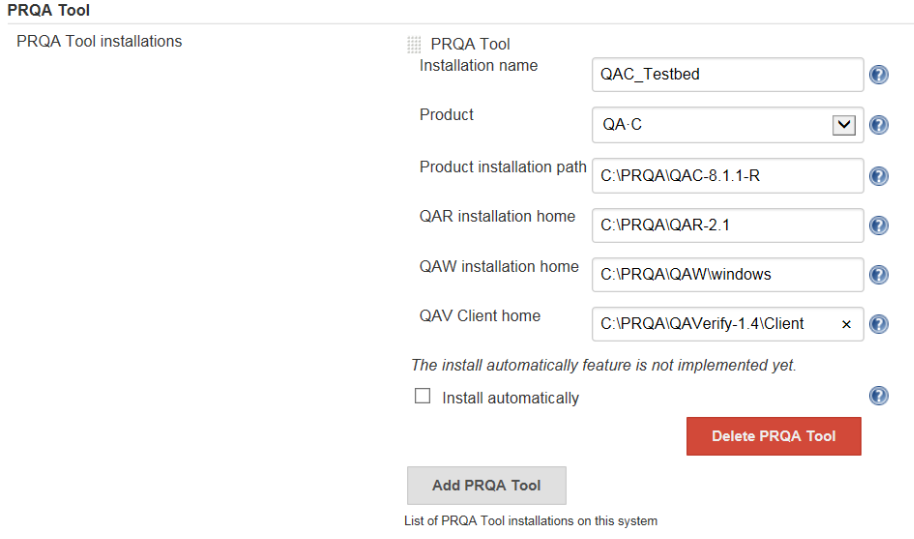 PRQA Tool
PRQA Tool installations
PRQA Tool
Installation name
QAC_Testbed
Product
QA·C
Product installation path
C:\PRQA\QAC-8.1.1-R
QAR installation home
C:\PRQA\QAR-2.1
QAW installation home
C:\PRQA\QAW\windows
QAV Client home
C:\PRQA\QAVerify-1.4\Client
The install automatically feature is not implemented yet.
Install automatically
Delete PRQA Tool
Add PRQA Tool
List of PRQA Tool installations on this system